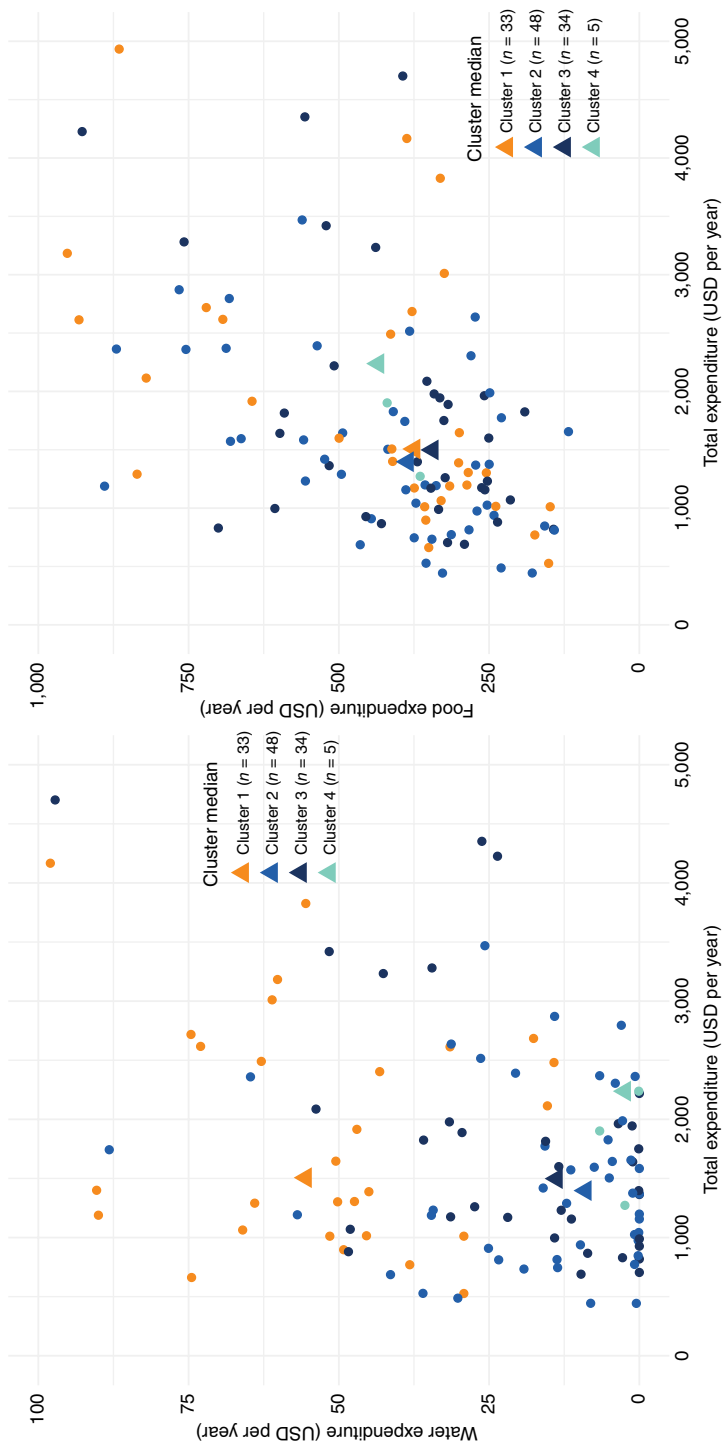 Water expenditure (USD per year)
100
75
50
25
0
0
1,000
2,000
3,000
4,000
5,000
Total expenditure (USD per year)
Cluster median
Cluster 1 (n = 33)
Cluster 2 (n = 48)
Cluster 3 (n = 34)
Cluster 4 (n = 5)
Food expenditure (USD per year)
1,000
750
500
250
0
0
1,000
2,000
3,000
4,000
5,000
Total expenditure (USD per year)
Cluster median
Cluster 1 (n = 33)
Cluster 2 (n = 48)
Cluster 3 (n = 34)
Cluster 4 (n = 5)